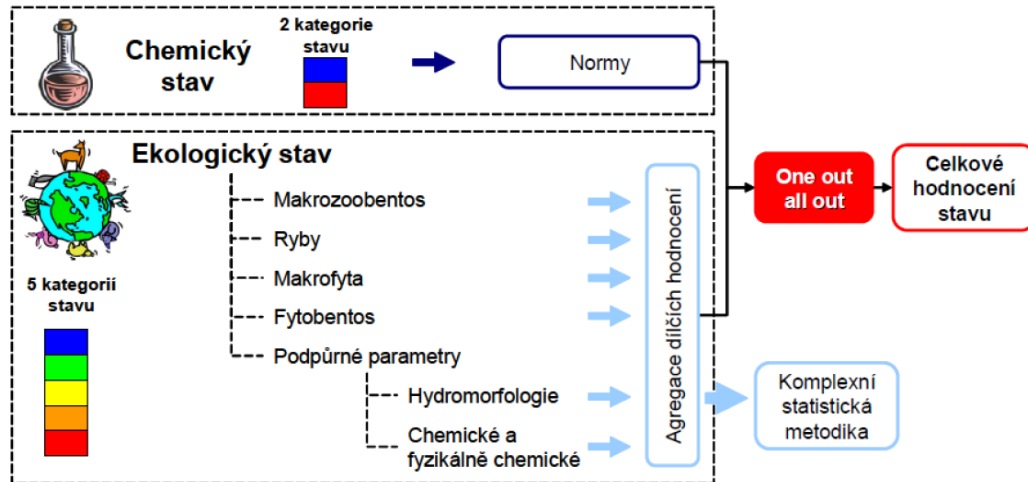 Chemický
stav
2 kategorie
stavu
Normy
Ekologický stav
Makrozoobentos
Ryby
Makrofyta
Fytobentos
Podpůrné parametry
Hydromorfologie
Chemické a
fyzikálně chemické
5 kategorií
stavu
Agregace dílčích hodnocení
One out
all out
Celkové
hodnocení
stavu
Komplexní
statistická
metodika